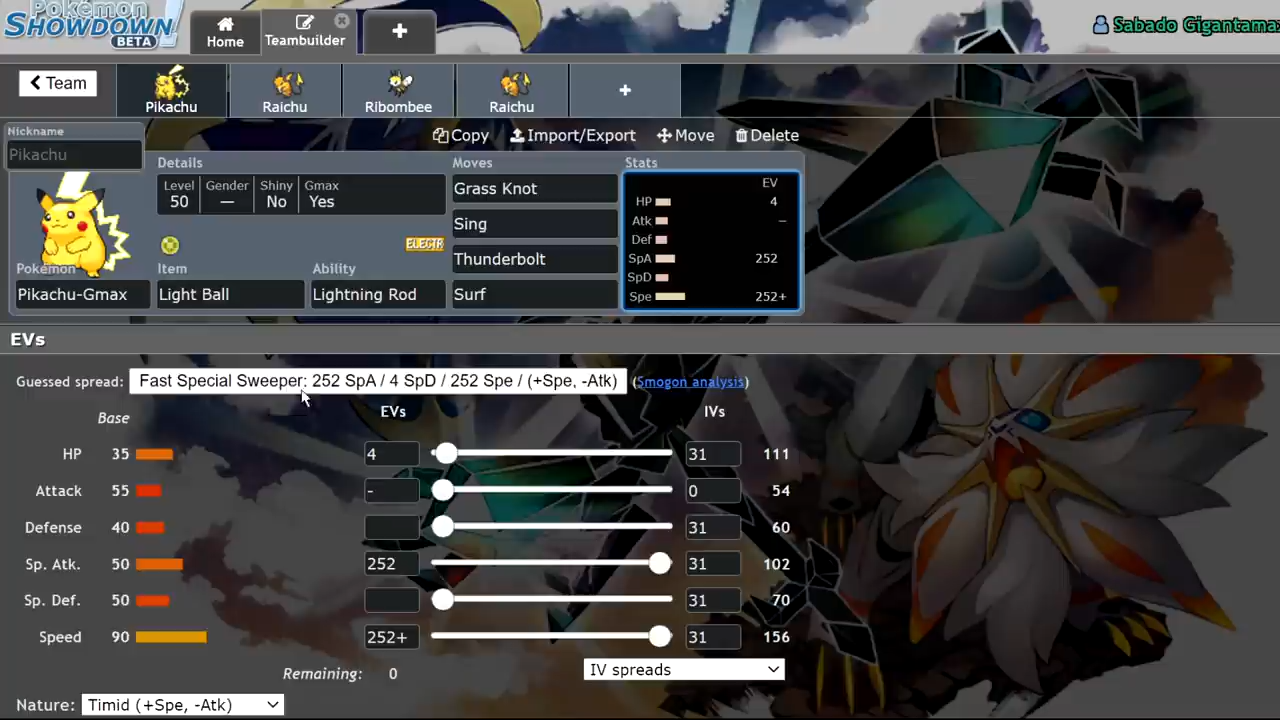 Pokémon
SHOWDOWN!
BETA
Home
Teambuilder
+
Sabado Gigantama
Team
Pikachu
Raichu
Ribombee
Raichu
+
Copy
Import/Export
Move
Delete
Nickname
Pikachu
Details
Moves
Stats
Level
Gender
Shiny
Gmax
50
—
No
Yes
ELECTR
Pokémon
Item
Ability
Pikachu-Gmax
Light Ball
Lightning Rod
Grass Knot
Sing
Thunderbolt
Surf
EV
HP 4
Atk –
Def
SpA 252
SpD
Spe 252+
EVs
Guessed spread: Fast Special Sweeper: 252 SpA / 4 SpD / 252 Spe / (+Spe, -Atk) (Smogon analysis)
Base EVs IVs
HP 35 4 31 111
Attack 55 - 0 54
Defense 40 31 60
Sp. Atk. 50 252 31 102
Sp. Def. 50 31 70
Speed 90 252+ 31 156
Remaining: 0 IV spreads
Nature: Timid (+Spe, -Atk)